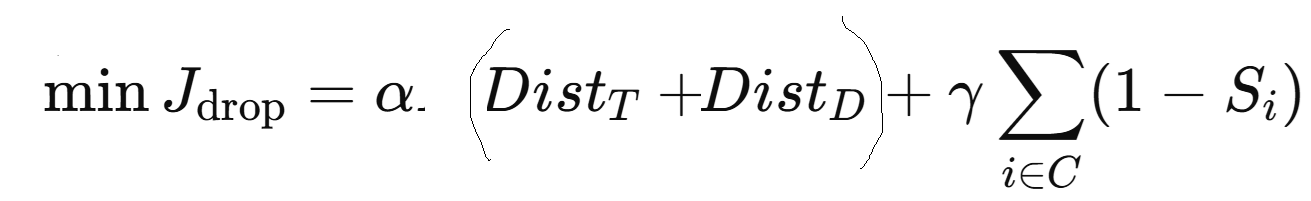 min J_drop = α. (Dist_T + Dist_D) + γ ∑_{i∈C} (1 − S_i)